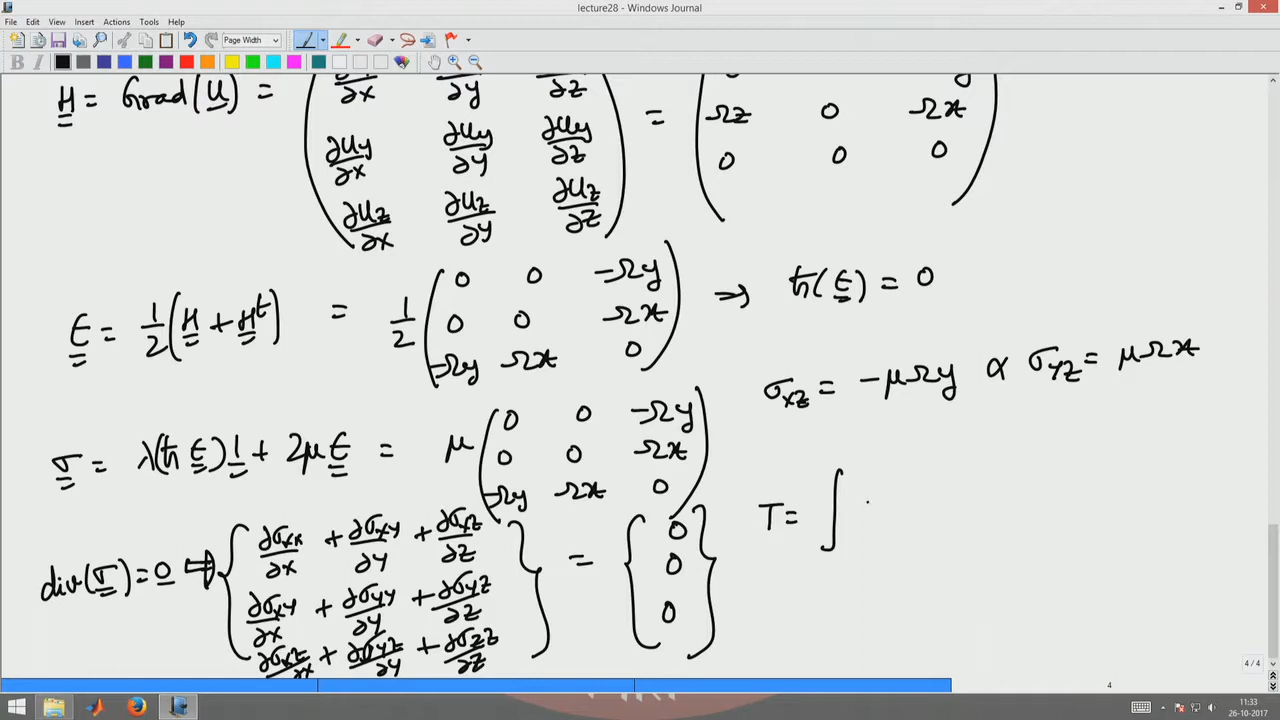 lecture28 - Windows Journal
File Edit View Insert Actions Tools Help
Page Width
B I
H = Grad(U) = ( ∂x ∂y ∂z = ( y
∂Uy/∂x ∂Uy/∂y ∂Uy/∂z Ωz 0 Ωx
∂Uz/∂x ∂Uz/∂y ∂Uz/∂z ) 0 0 0 )
ϵ = 1/2 (H + H^t) = 1/2 ( 0 0 -Ωy
0 0 Ωx
-Ωy Ωx 0 ) ⇒ tr(ϵ) = 0
σxz = -μΩy & σyz = μΩx
σ = λ(tr ϵ)1 + 2μϵ = μ ( 0 0 -Ωy
0 0 Ωx
-Ωy Ωx 0 )
div(σ) = 0 ⇒ { ∂σxx/∂x + ∂σxy/∂y + ∂σxz/∂z
∂σxy/∂x + ∂σyy/∂y + ∂σyz/∂z
∂σxz/∂x + ∂σyz/∂y + ∂σzz/∂z } = { 0
0
0 }
T = ∫
4 / 4
4
11:33
26-10-2017